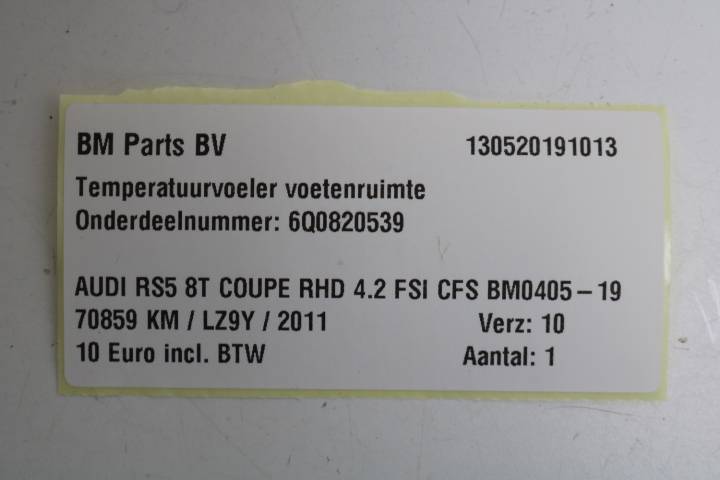 BM Parts BV 130520191013
Temperatuurvoeler voetenruimte
Onderdeelnummer: 6Q0820539
AUDI RS5 8T COUPE RHD 4.2 FSI CFS BM0405-19
70859 KM / LZ9Y / 2011 Verz: 10
10 Euro incl. BTW Aantal: 1